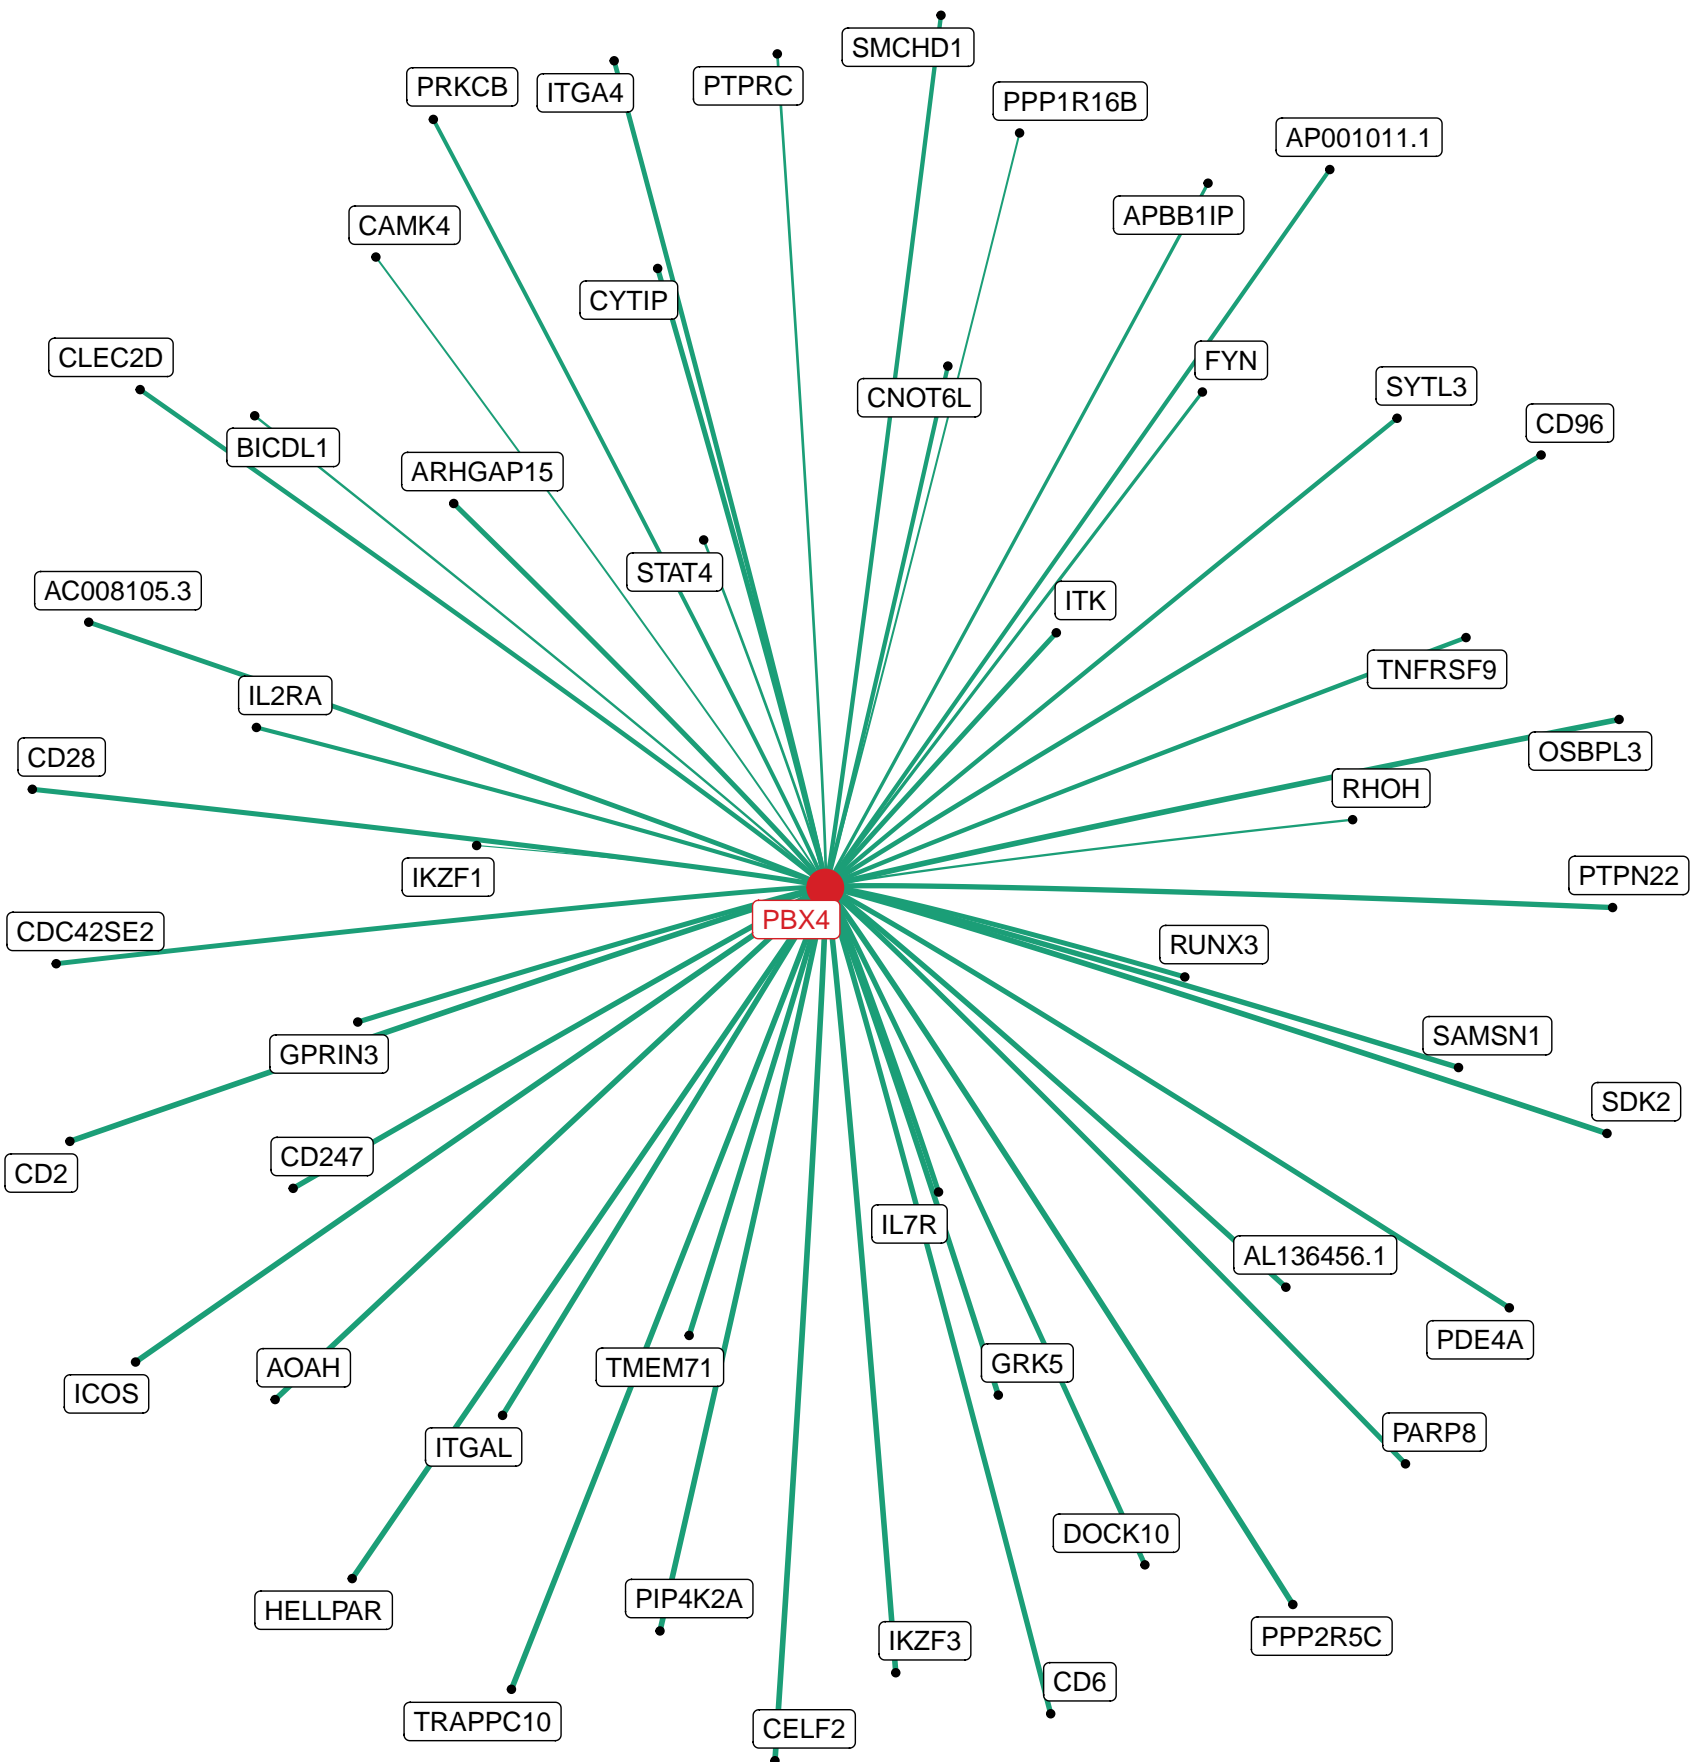 SMCHD1
PRKCB
ITGA4
PTPRC
PPP1R16B
AP001011.1
APBB1IP
CAMK4
CYTIP
CLEC2D
FYN
SYTL3
CNOT6L
CD96
BICDL1
ARHGAP15
STAT4
AC008105.3
ITK
TNFRSF9
IL2RA
OSBPL3
CD28
RHOH
IKZF1
PTPN22
PBX4
CDC42SE2
RUNX3
SAMSN1
GPRIN3
SDK2
CD247
CD2
IL7R
AL136456.1
PDE4A
AOAH
TMEM71
GRK5
ICOS
PARP8
ITGAL
DOCK10
PIP4K2A
HELLPAR
PPP2R5C
IKZF3
CD6
TRAPPC10
CELF2